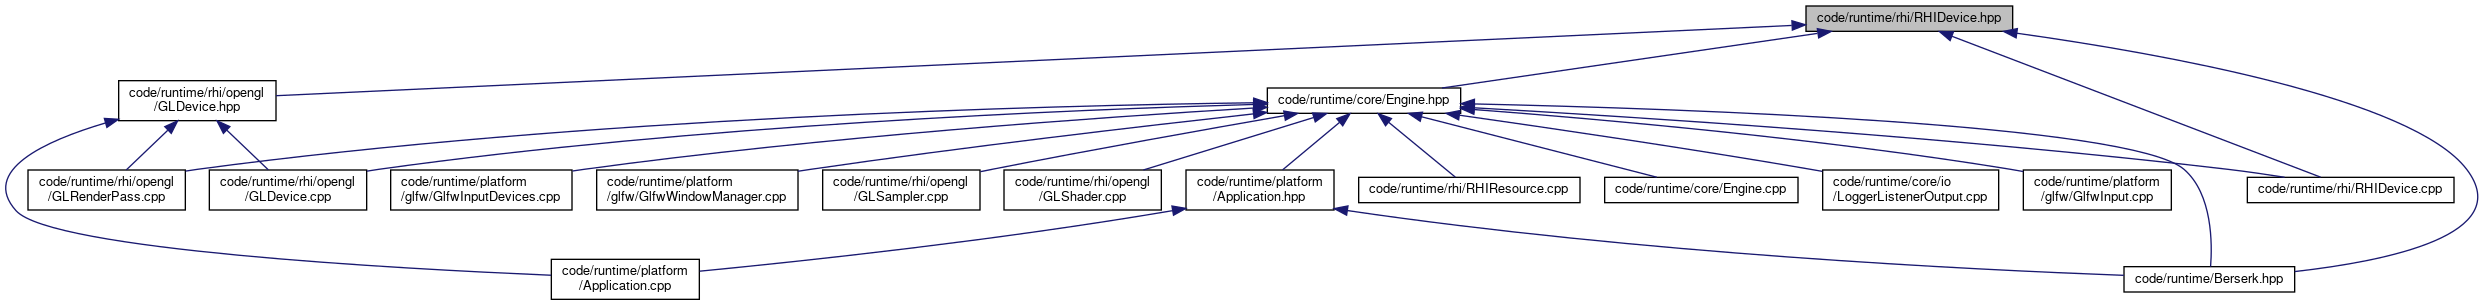 code/runtime/rhi/RHIDevice.hpp
code/runtime/rhi/opengl
/GLDevice.hpp
code/runtime/core/Engine.hpp
code/runtime/rhi/opengl
/GLRenderPass.cpp
code/runtime/rhi/opengl
/GLDevice.cpp
code/runtime/platform
/glfw/GlfwInputDevices.cpp
code/runtime/platform
/glfw/GlfwWindowManager.cpp
code/runtime/rhi/opengl
/GLSampler.cpp
code/runtime/rhi/opengl
/GLShader.cpp
code/runtime/platform
/Application.hpp
code/runtime/rhi/RHIResource.cpp
code/runtime/core/Engine.cpp
code/runtime/core/io
/LoggerListenerOutput.cpp
code/runtime/platform
/glfw/GlfwInput.cpp
code/runtime/rhi/RHIDevice.cpp
code/runtime/platform
/Application.cpp
code/runtime/Berserk.hpp